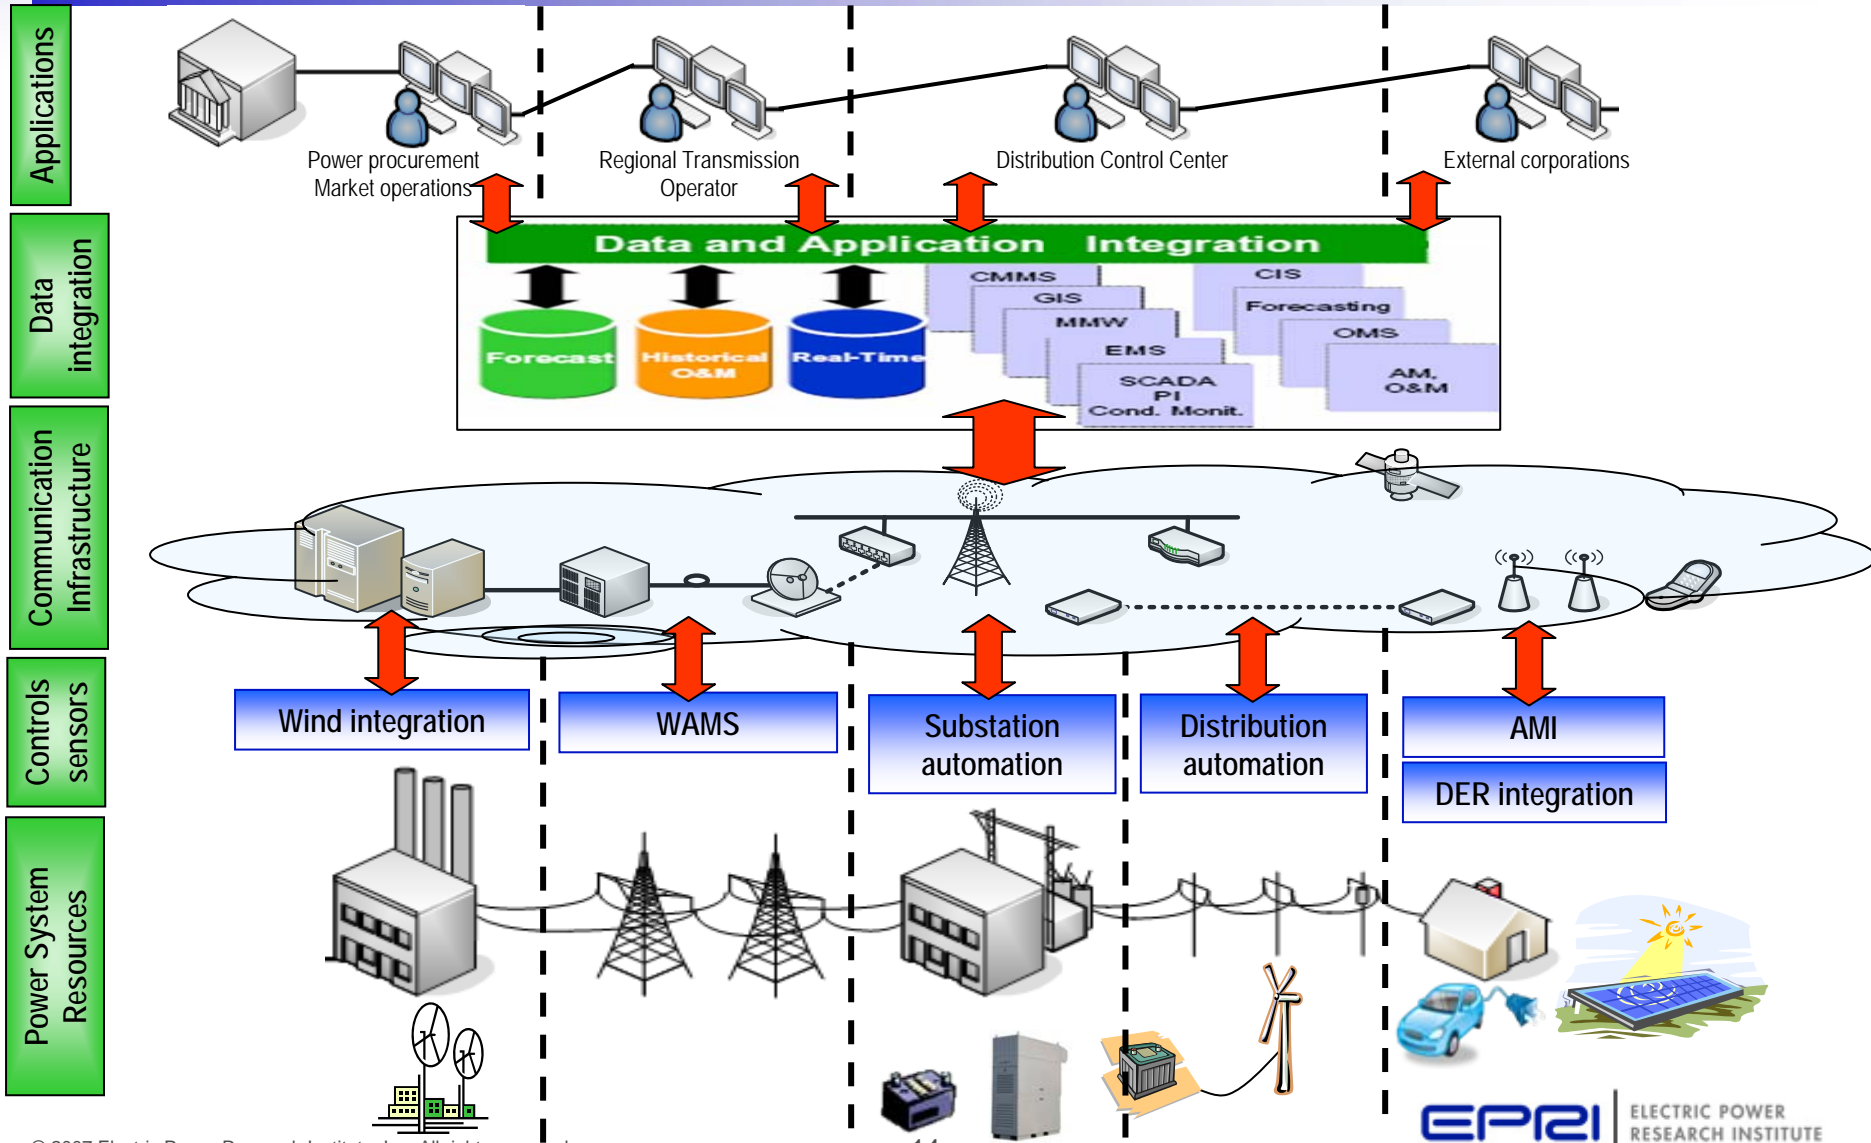 Applications
Power procurement
Market operations
Regional Transmission
Operator
Distribution Control Center
External corporations
Data
integration
Data and Application Integration
Forecast
Historical
O&M
Real-Time
CMMS
GIS
MMW
EMS
SCADA
PI
Cond. Monit.
CIS
Forecasting
OMS
AM,
O&M
Communication
Infrastructure
Controls
sensors
Wind integration
WAMS
Substation
automation
Distribution
automation
AMI
DER integration
Power System
Resources
EPRI
ELECTRIC POWER
RESEARCH INSTITUTE